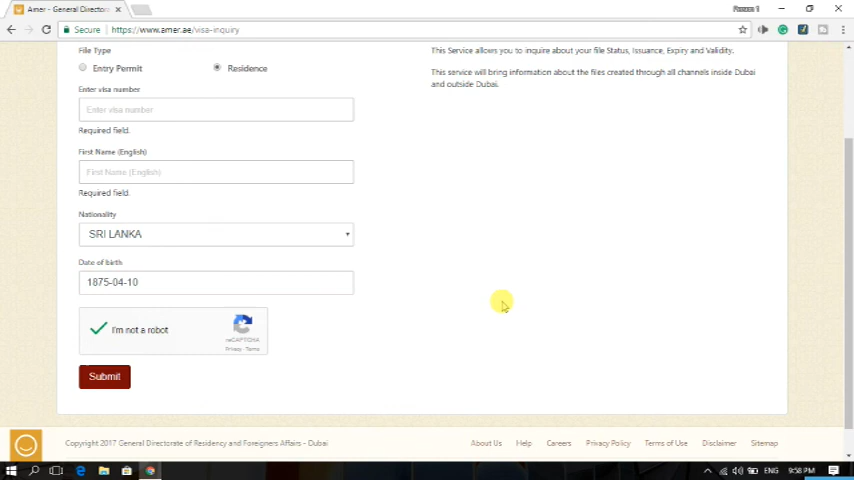 Amer - General Director
Secure
https://www.amer.ae/visa-inquiry
File Type
Entry Permit
Residence
This Service allows you to inquire about your file Status, Issuance, Expiry and Validity.
This service will bring information about the files created through all channels inside Dubai
and outside Dubai.
Enter visa number
Enter visa number
Required field.
First Name (English)
First Name (English)
Required field.
Nationality
SRI LANKA
Date of birth
1875-04-10
I'm not a robot
reCAPTCHA
Privacy - Terms
Submit
Copyright 2017 General Directorate of Residency and Foreigners Affairs - Dubai
About Us
Help
Careers
Privacy Policy
Terms of Use
Disclaimer
Sitemap
ENG
9:58 PM